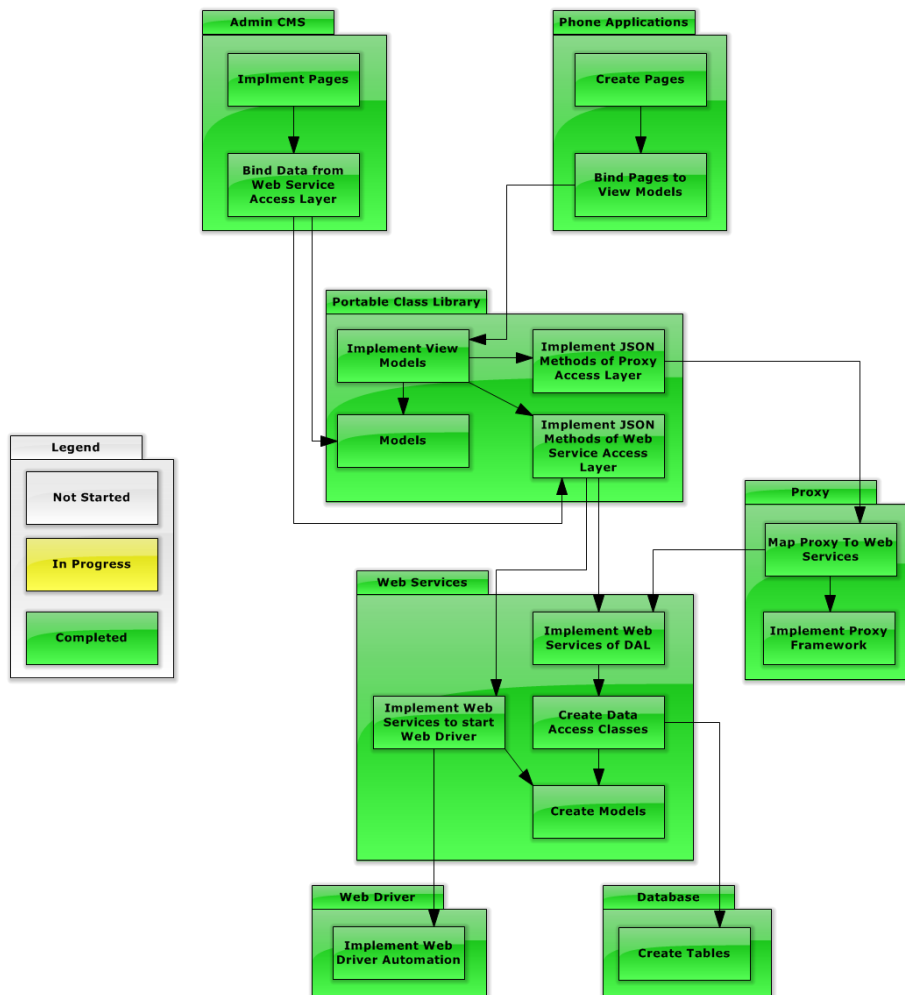 Admin CMS
Phone Applications
Implment Pages
Create Pages
Bind Data from
Web Service
Access Layer
Bind Pages to
View Models
Portable Class Library
Implement View
Models
Implement JSON
Methods of Proxy
Access Layer
Models
Implement JSON
Methods of Web
Service Access
Layer
Legend
Not Started
In Progress
Completed
Proxy
Map Proxy To Web
Services
Implement Proxy
Framework
Web Services
Implement Web
Services of DAL
Implement Web
Services to start
Web Driver
Create Data
Access Classes
Create Models
Web Driver
Implement Web
Driver Automation
Database
Create Tables